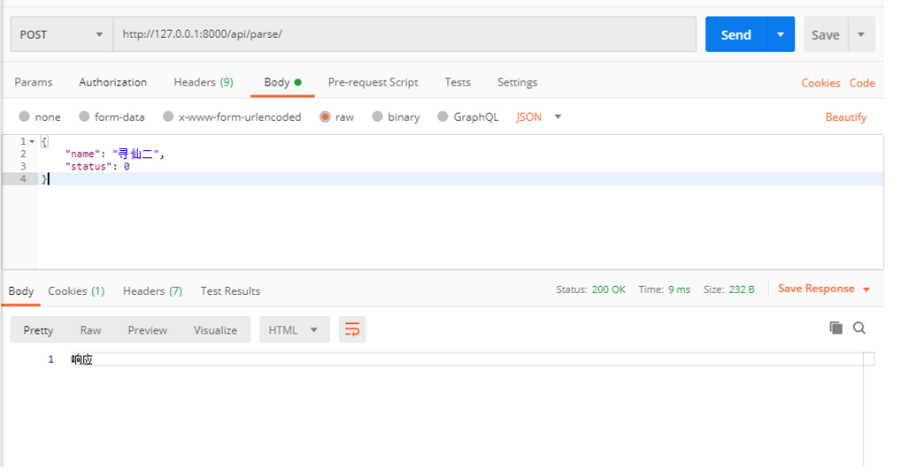 POST http://127.0.0.1:8000/api/parse/ Send Save
Params Authorization Headers (9) Body Pre-request Script Tests Settings Cookies Code
none form-data x-www-form-urlencoded raw binary GraphQL JSON Beautify
1 {
2 "name": "寻仙二",
3 "status": 0
4 }
Body Cookies (1) Headers (7) Test Results Status: 200 OK Time: 9 ms Size: 232 B Save Response
Pretty Raw Preview Visualize HTML
1 响应